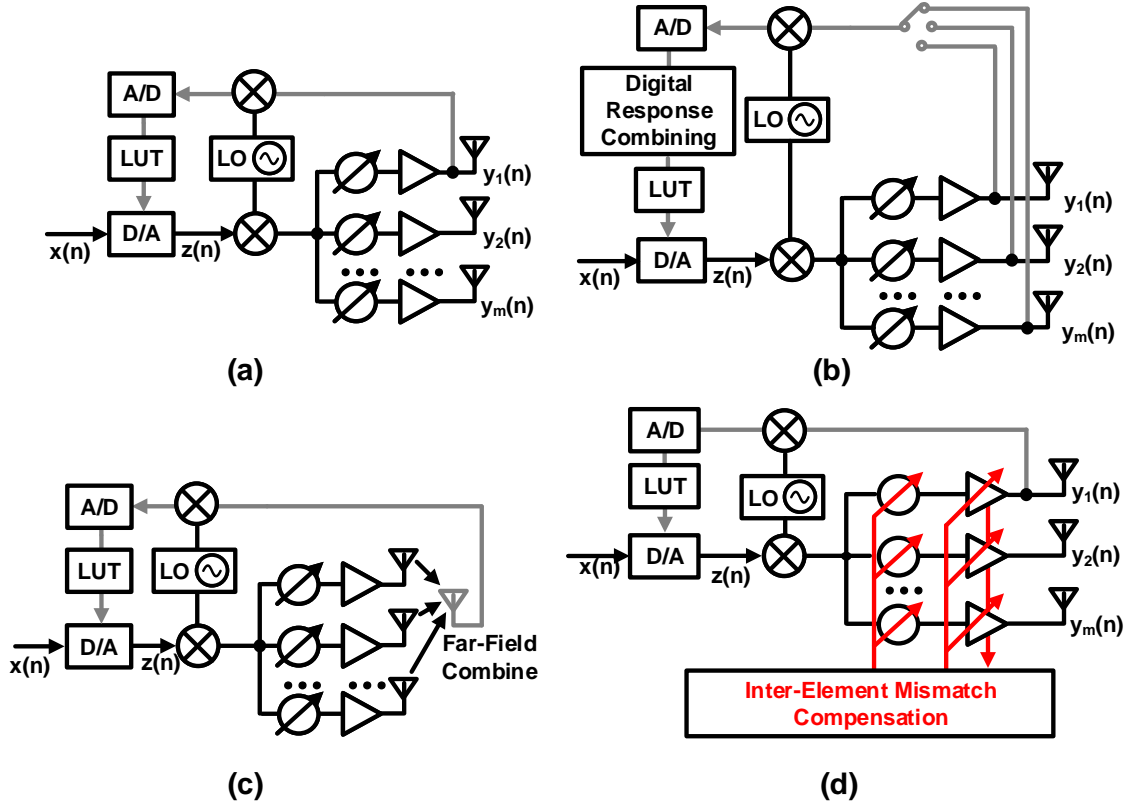 A/D
LUT
LO
D/A
x(n)
z(n)
y1(n)
y2(n)
ym(n)
(a)
A/D
Digital
Response
Combining
LO
LUT
D/A
x(n)
z(n)
y1(n)
y2(n)
ym(n)
(b)
A/D
LUT
LO
D/A
x(n)
z(n)
Far-Field
Combine
(c)
A/D
LUT
LO
D/A
x(n)
z(n)
y1(n)
y2(n)
ym(n)
Inter-Element Mismatch
Compensation
(d)